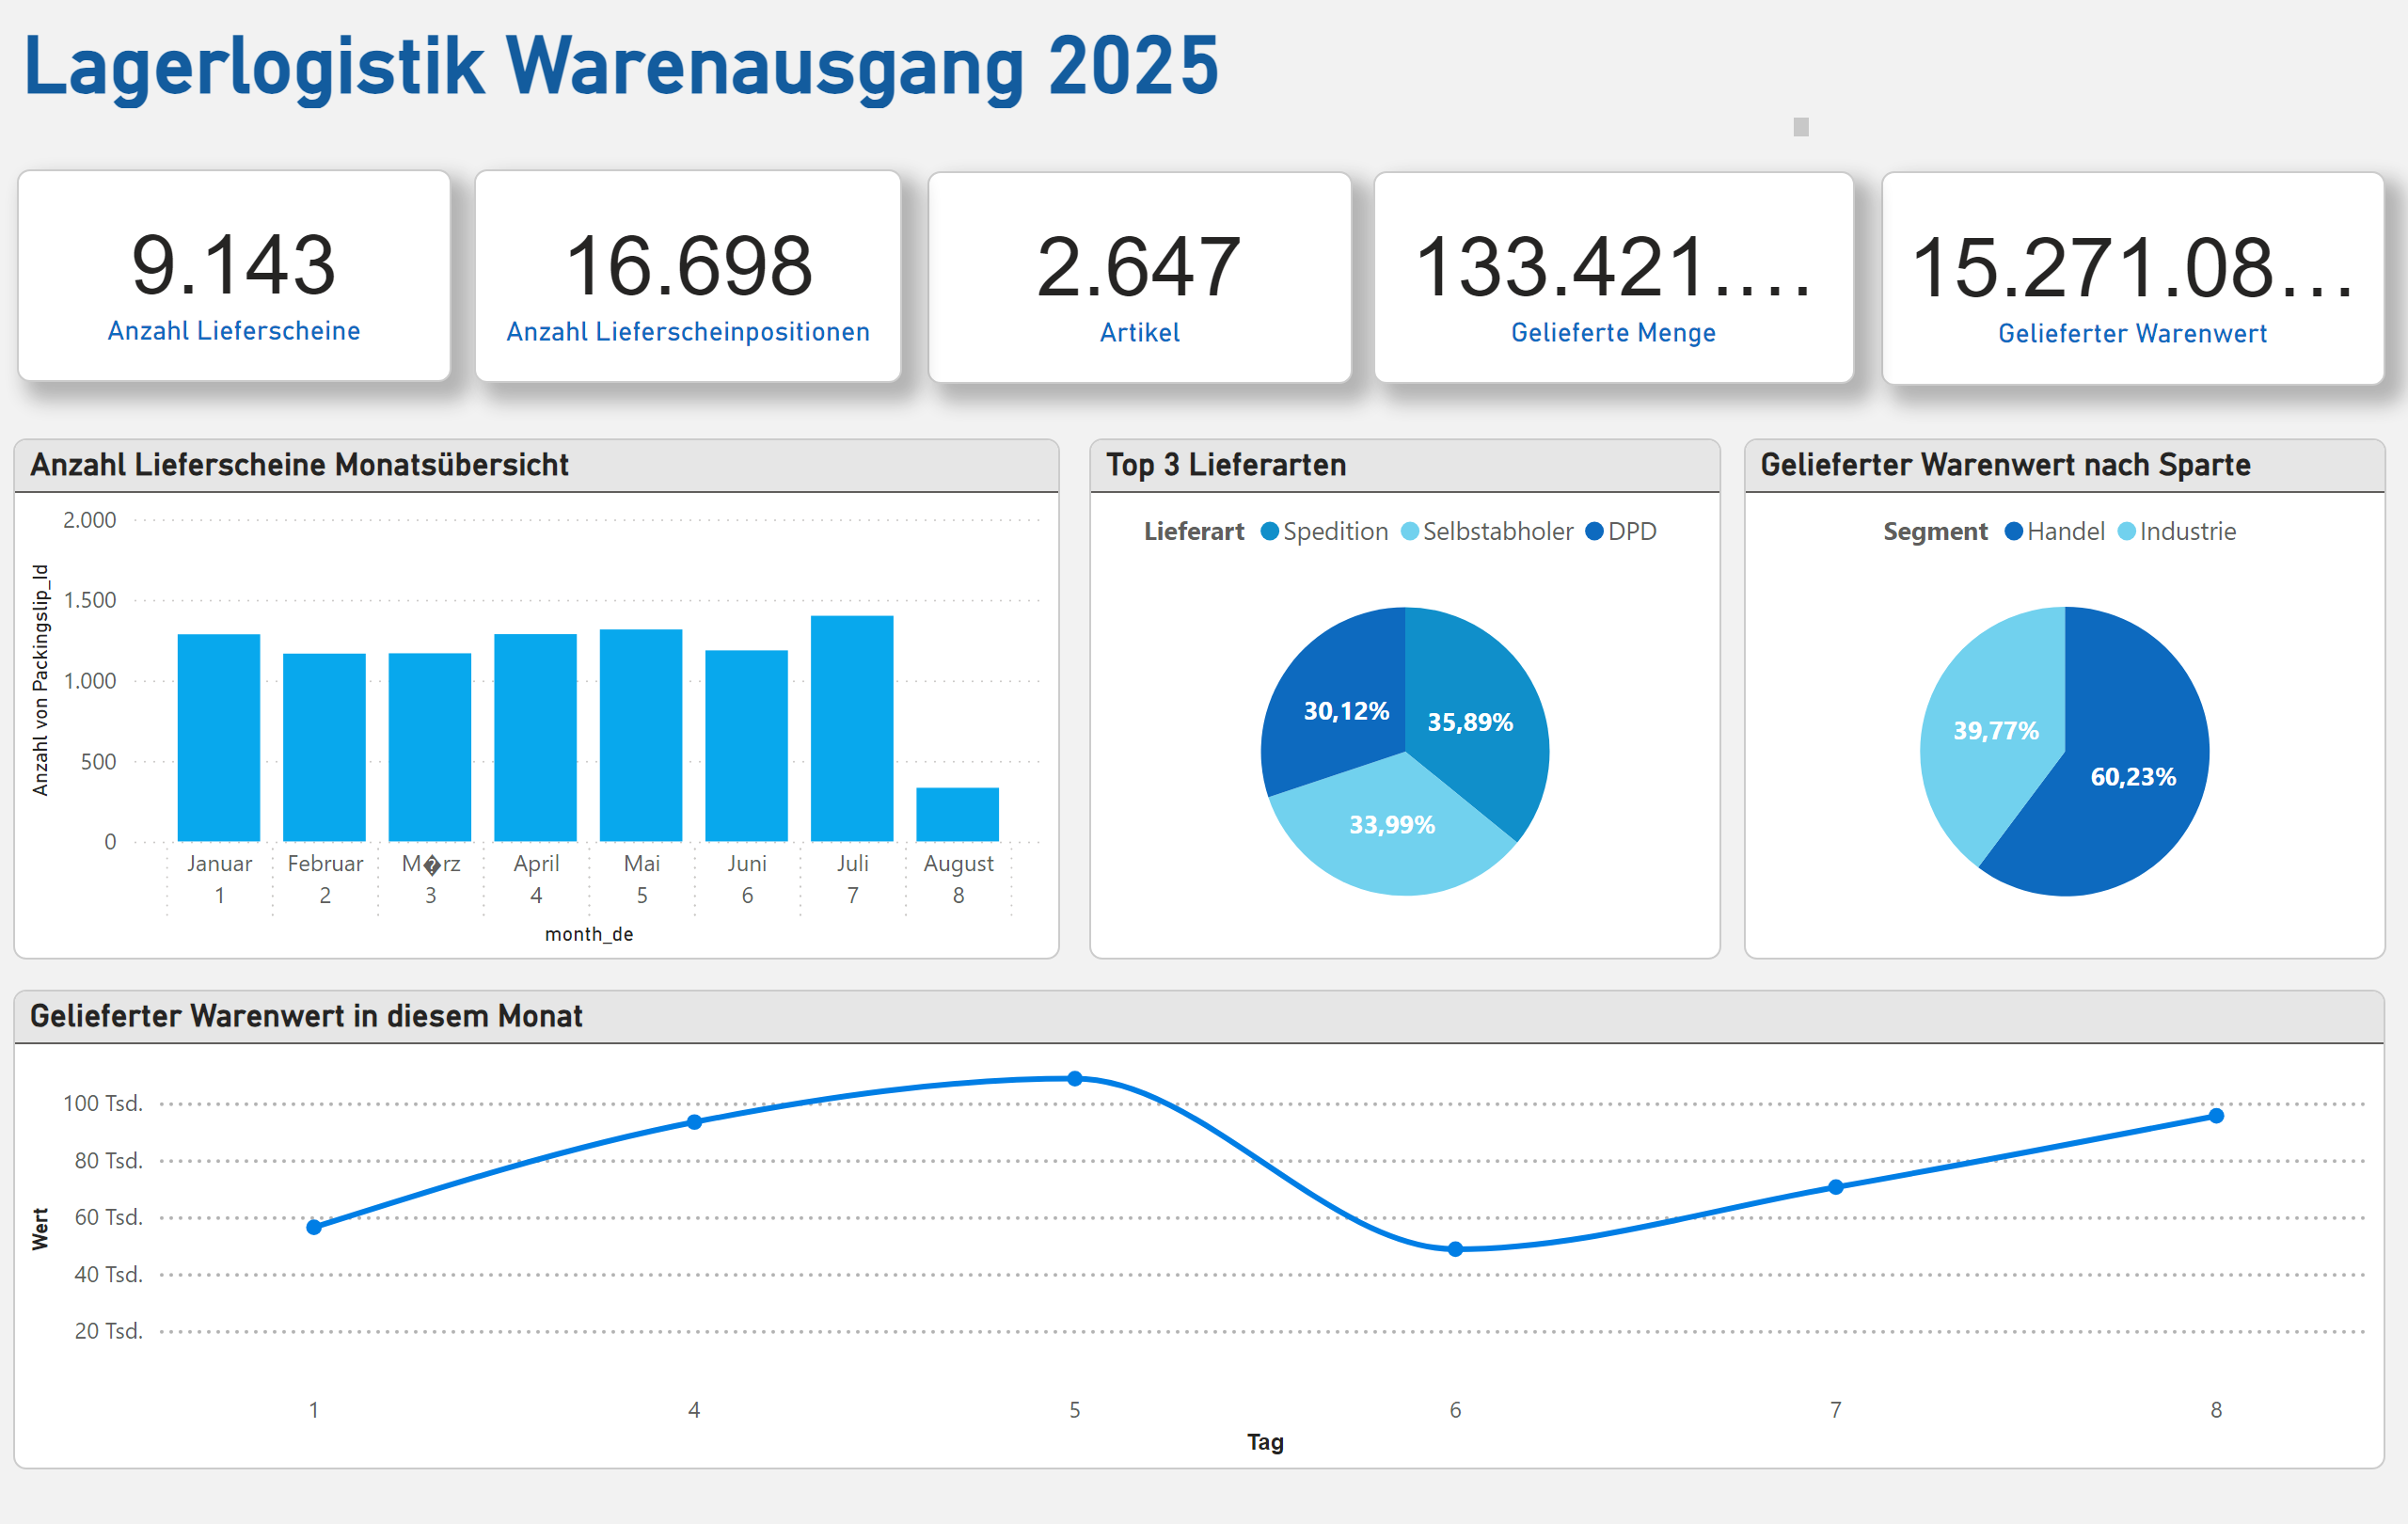 Lagerlogistik Warenausgang 2025
9.143
Anzahl Lieferscheine
16.698
Anzahl Lieferscheinpositionen
2.647
Artikel
133.421....
Gelieferte Menge
15.271.08...
Gelieferter Warenwert
Anzahl Lieferscheine Monatsübersicht
Anzahl von Packingslip_Id
2.000
1.500
1.000
500
0
Januar Februar M�rz April Mai Juni Juli August
1 2 3 4 5 6 7 8
month_de
Top 3 Lieferarten
Lieferart Spedition Selbstabholer DPD
30,12% 35,89%
33,99%
Gelieferter Warenwert nach Sparte
Segment Handel Industrie
39,77%
60,23%
Gelieferter Warenwert in diesem Monat
Wert
100 Tsd.
80 Tsd.
60 Tsd.
40 Tsd.
20 Tsd.
1 4 5 6 7 8
Tag